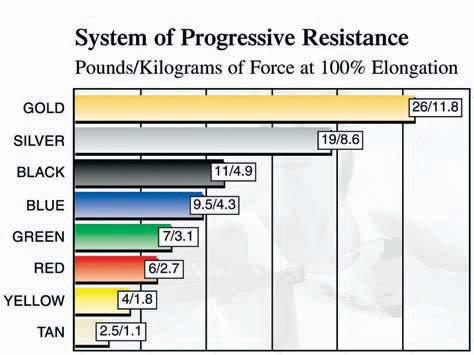 System of Progressive Resistance
Pounds/Kilograms of Force at 100% Elongation
GOLD 26/11.8
SILVER 19/8.6
BLACK 11/4.9
BLUE 9.5/4.3
GREEN 7/3.1
RED 6/2.7
YELLOW 4/1.8
TAN 2.5/1.1